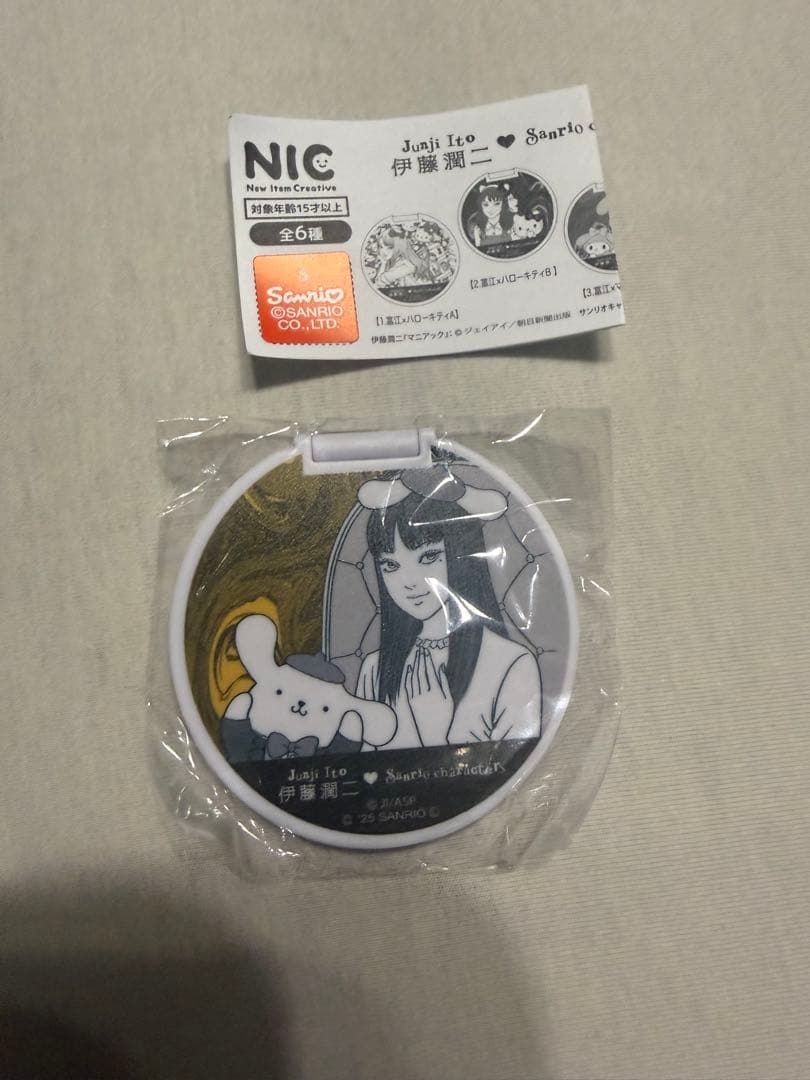 NIC
New Item Creative
対象年齢15才以上
全6種
Sanrio
©SANRIO
CO., LTD.
Junji Ito
伊藤潤二 ♥ Sanrio c
【1.富江×ハローキティA】
【2.富江×ハローキティB】
【3.富江×マ
伊藤潤二『マニアック』：©ジェイアイ／朝日新聞出版
サンリオキャ
Junji Ito
伊藤潤二 ♥ Sanrio characters
© JI/ASP
© '25 SANRIO ©